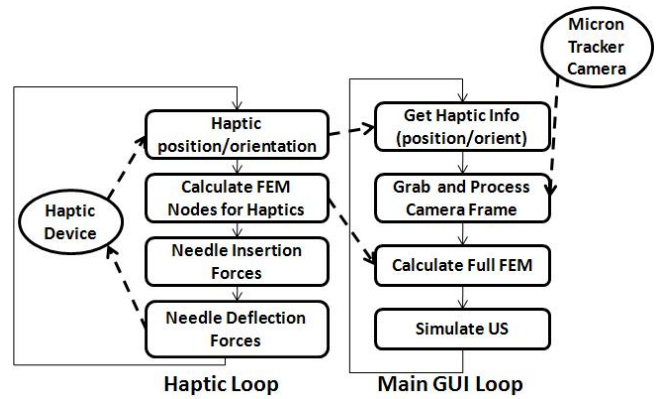 Micron
Tracker
Camera
Haptic
position/orientation
Get Haptic Info
(position/orient)
Calculate FEM
Nodes for Haptics
Grab and Process
Camera Frame
Haptic
Device
Needle Insertion
Forces
Calculate Full FEM
Needle Deflection
Forces
Simulate US
Haptic Loop
Main GUI Loop